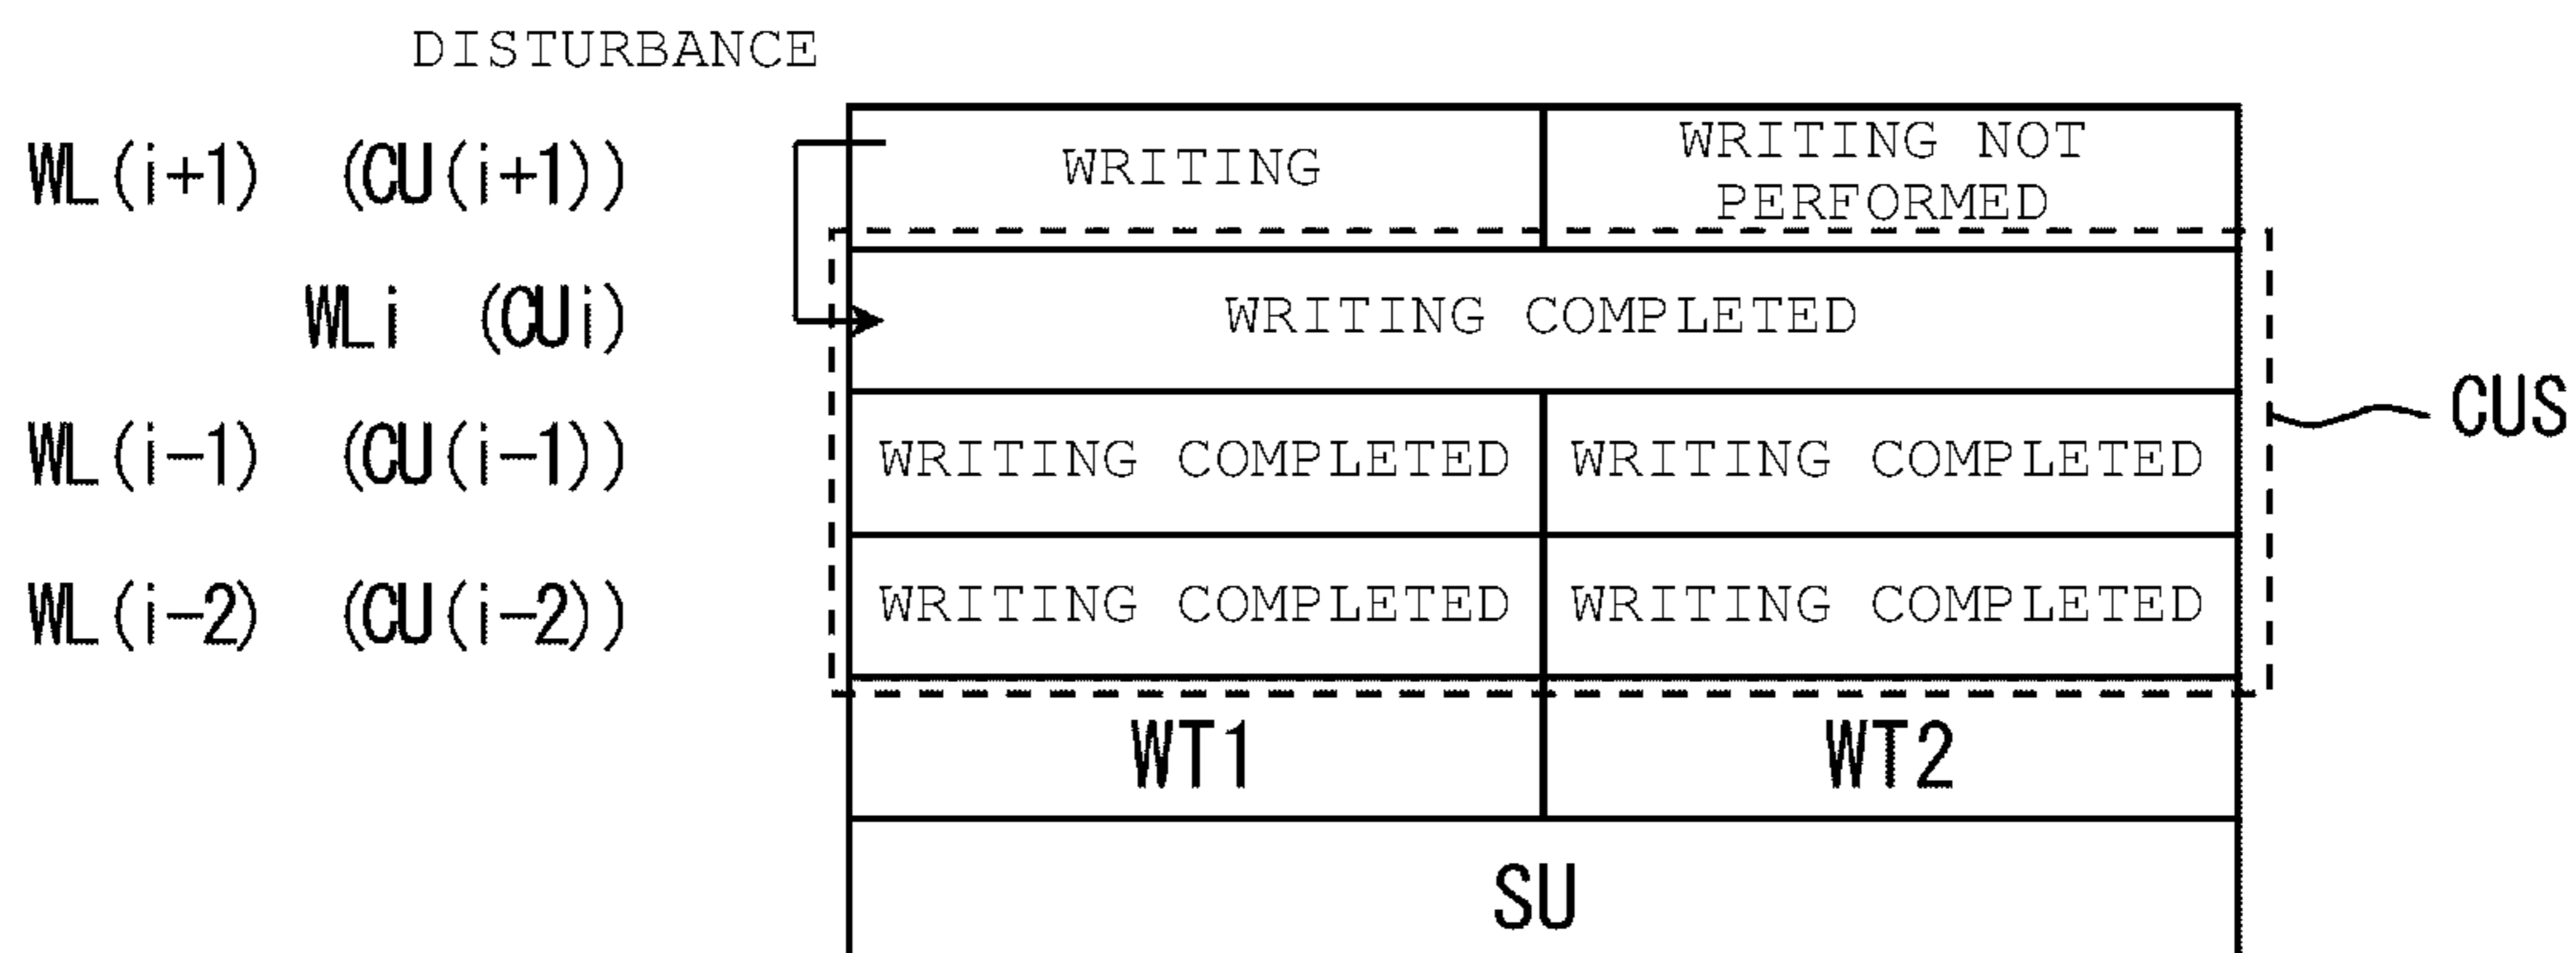 DISTURBANCE
WL(i+1) (CU(i+1)) WRITING WRITING NOT
PERFORMED
WLi (CUi) WRITING COMPLETED
CUS
WL(i-1) (CU(i-1)) WRITING COMPLETED WRITING COMPLETED
WL(i-2) (CU(i-2)) WRITING COMPLETED WRITING COMPLETED
WT1 WT2
SU